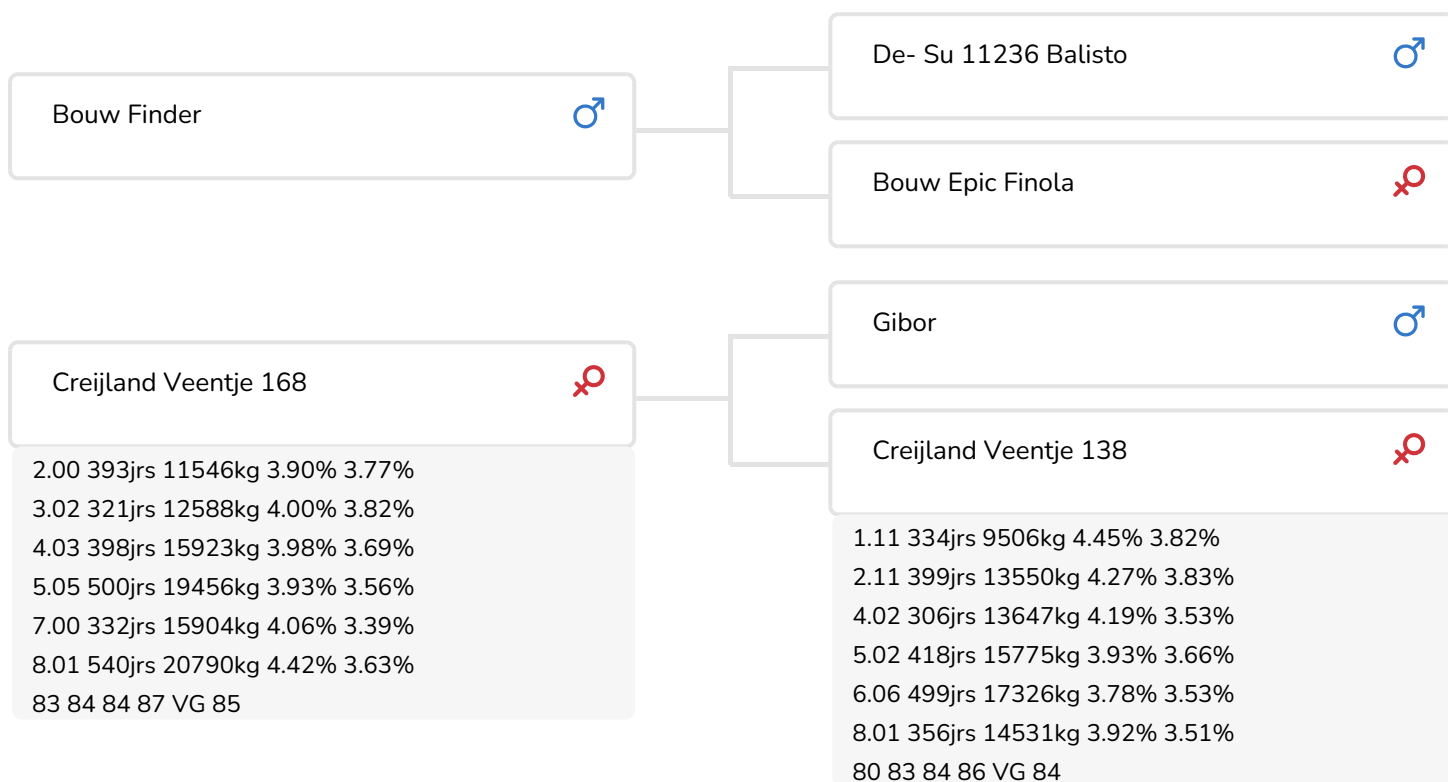 Bouw Finder
De- Su 11236 Balisto
Bouw Epic Finola
Creijland Veentje 168
2.00 393jrs 11546kg 3.90% 3.77%
3.02 321jrs 12588kg 4.00% 3.82%
4.03 398jrs 15923kg 3.98% 3.69%
5.05 500jrs 19456kg 3.93% 3.56%
7.00 332jrs 15904kg 4.06% 3.39%
8.01 540jrs 20790kg 4.42% 3.63%
83 84 84 87 VG 85
Gibor
Creijland Veentje 138
1.11 334jrs 9506kg 4.45% 3.82%
2.11 399jrs 13550kg 4.27% 3.83%
4.02 306jrs 13647kg 4.19% 3.53%
5.02 418jrs 15775kg 3.93% 3.66%
6.06 499jrs 17326kg 3.78% 3.53%
8.01 356jrs 14531kg 3.92% 3.51%
80 83 84 86 VG 84